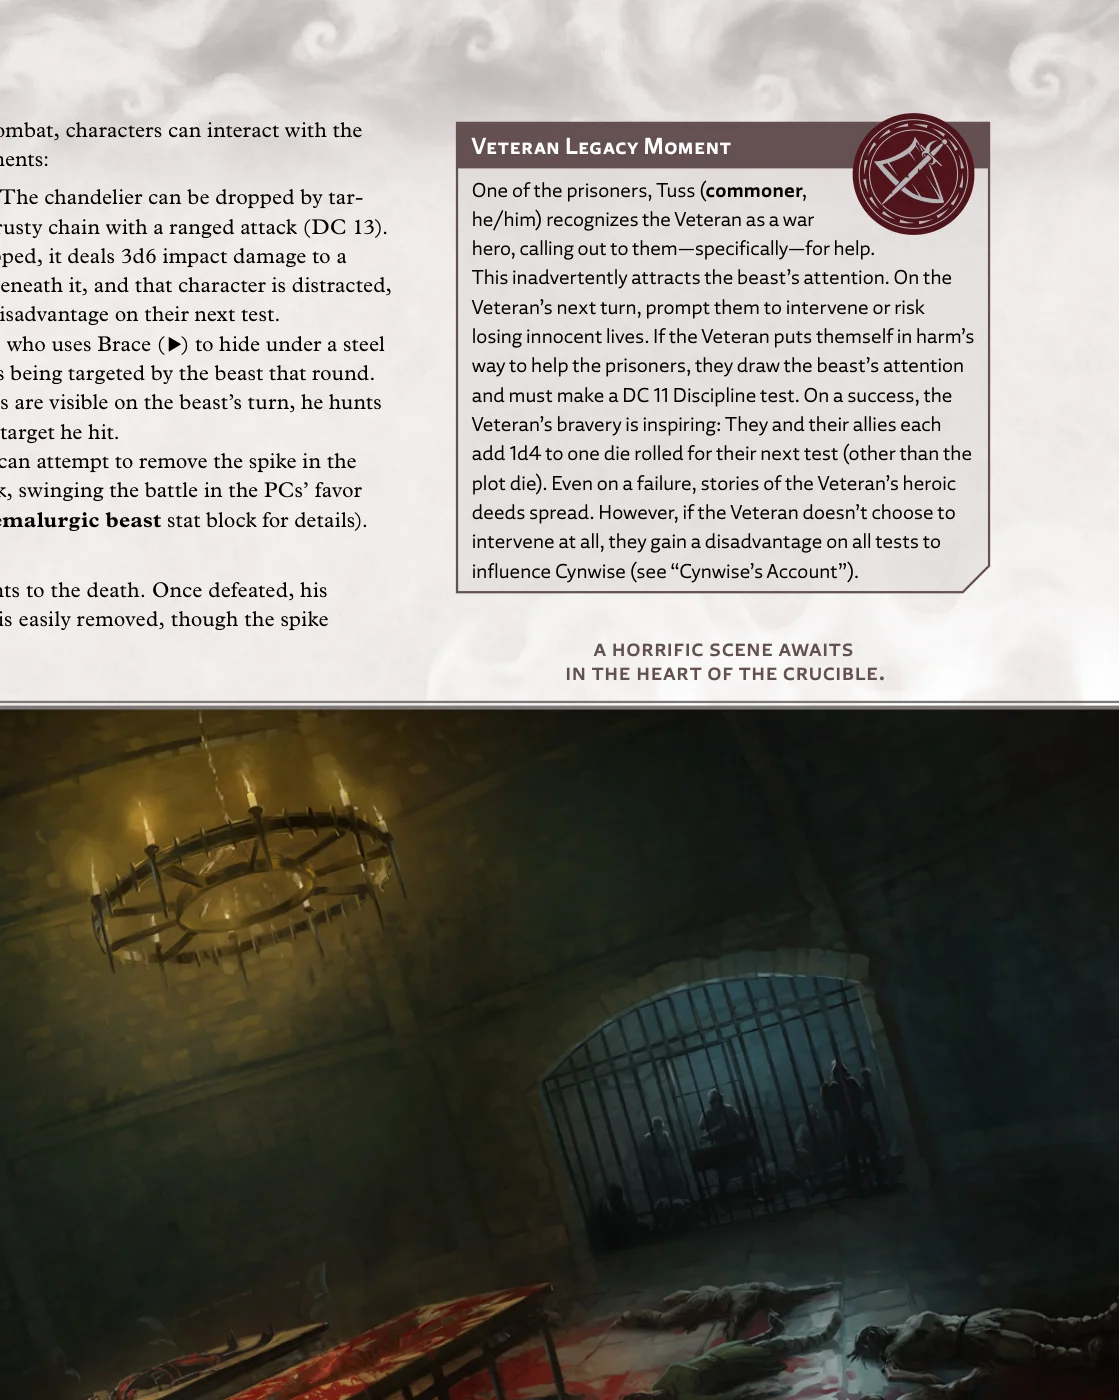 ombat, characters can interact with the
ments:
The chandelier can be dropped by tar-
rusty chain with a ranged attack (DC 13).
pped, it deals 3d6 impact damage to a
eneath it, and that character is distracted,
isadvantage on their next test.
who uses Brace (▶) to hide under a steel
s being targeted by the beast that round.
s are visible on the beast’s turn, he hunts
target he hit.
can attempt to remove the spike in the
k, swinging the battle in the PCs’ favor
emalurgic beast stat block for details).
hts to the death. Once defeated, his
is easily removed, though the spike
Veteran Legacy Moment
One of the prisoners, Tuss (commoner,
he/him) recognizes the Veteran as a war
hero, calling out to them—specifically—for help.
This inadvertently attracts the beast’s attention. On the
Veteran’s next turn, prompt them to intervene or risk
losing innocent lives. If the Veteran puts themself in harm’s
way to help the prisoners, they draw the beast’s attention
and must make a DC 11 Discipline test. On a success, the
Veteran’s bravery is inspiring: They and their allies each
add 1d4 to one die rolled for their next test (other than the
plot die). Even on a failure, stories of the Veteran’s heroic
deeds spread. However, if the Veteran doesn’t choose to
intervene at all, they gain a disadvantage on all tests to
influence Cynwise (see “Cynwise’s Account”).
A HORRIFIC SCENE AWAITS
IN THE HEART OF THE CRUCIBLE.